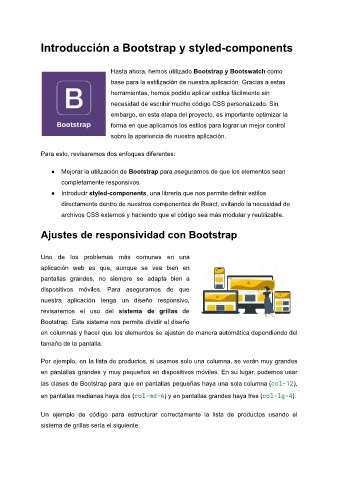 Introducción a Bootstrap y styled-components
Hasta ahora, hemos utilizado Bootstrap y Bootswatch como
base para la estilización de nuestra aplicación. Gracias a estas
herramientas, hemos podido aplicar estilos fácilmente sin
necesidad de escribir mucho código CSS personalizado. Sin
embargo, en esta etapa del proyecto, es importante optimizar la
forma en que aplicamos los estilos para lograr un mejor control
sobre la apariencia de nuestra aplicación.
B
Bootstrap
Para esto, revisaremos dos enfoques diferentes:
● Mejorar la utilización de Bootstrap para asegurarnos de que los elementos sean
completamente responsivos.
● Introducir styled-components, una librería que nos permite definir estilos
directamente dentro de nuestros componentes de React, evitando la necesidad de
archivos CSS externos y haciendo que el código sea más modular y reutilizable.
Ajustes de responsividad con Bootstrap
Uno de los problemas más comunes en una
aplicación web es que, aunque se vea bien en
pantallas grandes, no siempre se adapta bien a
dispositivos móviles. Para asegurarnos de que
nuestra aplicación tenga un diseño responsivo,
revisaremos el uso del sistema de grillas de
Bootstrap. Este sistema nos permite dividir el diseño
en columnas y hacer que los elementos se ajusten de manera automática dependiendo del
tamaño de la pantalla.
Por ejemplo, en la lista de productos, si usamos solo una columna, se verán muy grandes
en pantallas grandes y muy pequeños en dispositivos móviles. En su lugar, podemos usar
las clases de Bootstrap para que en pantallas pequeñas haya una sola columna (col-12),
en pantallas medianas haya dos (col-md-6) y en pantallas grandes haya tres (col-lg-4).
Un ejemplo de código para estructurar correctamente la lista de productos usando el
sistema de grillas sería el siguiente: